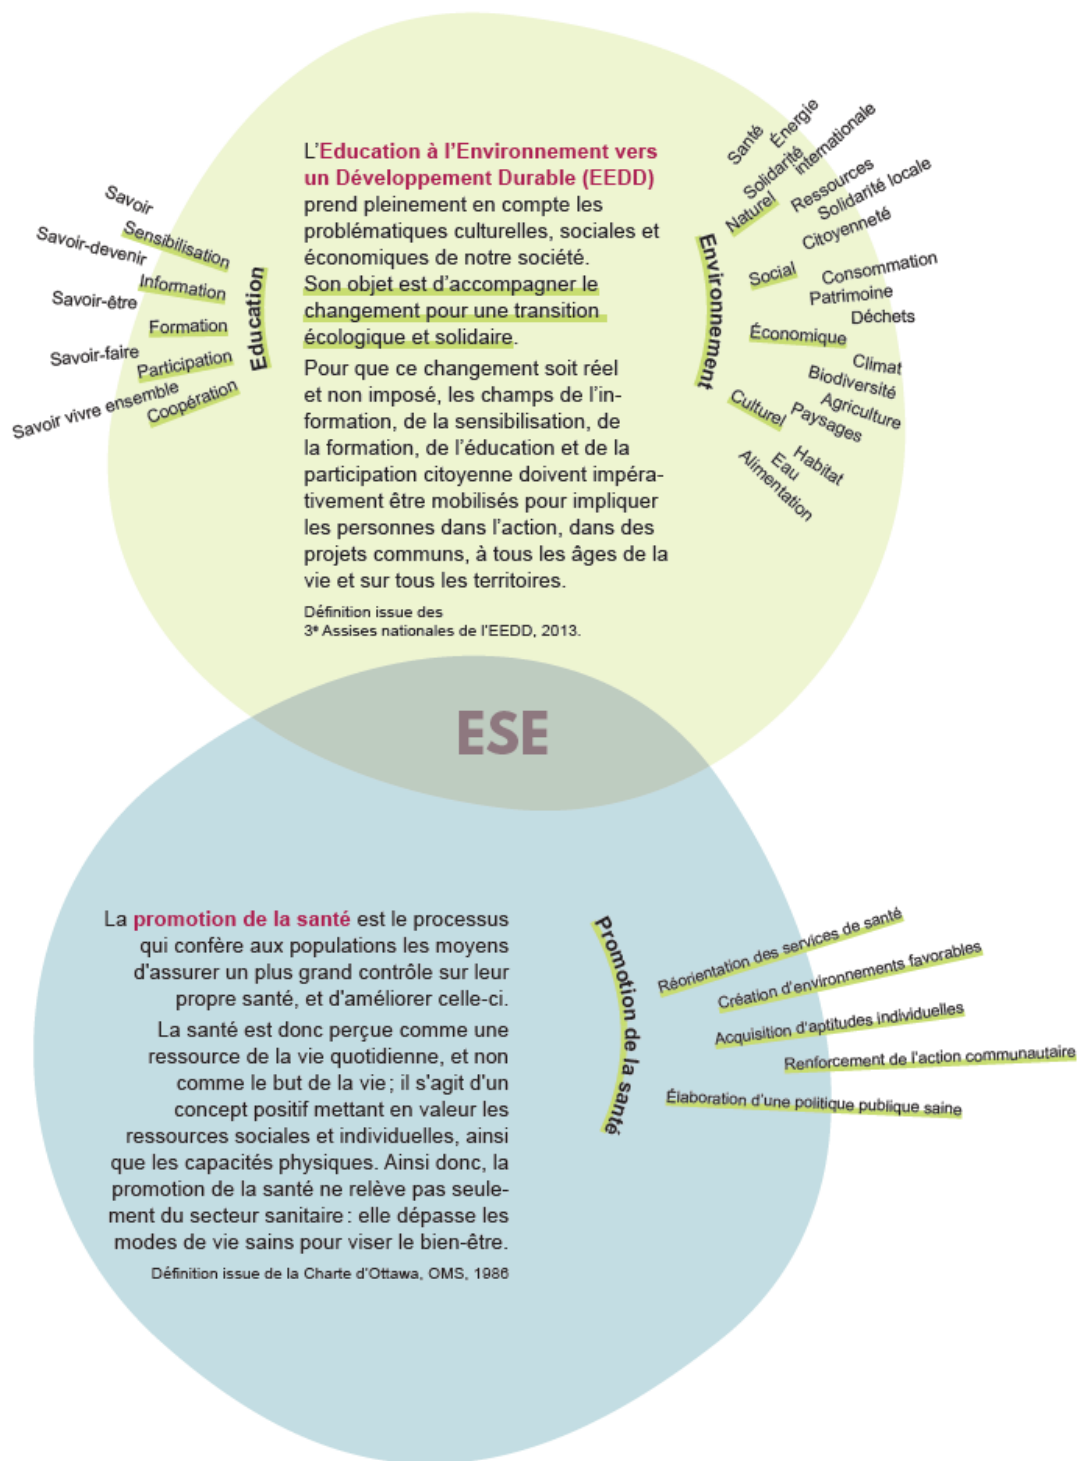 L'Education à l'Environnement vers
un Développement Durable (EEDD)
prend pleinement en compte les
problématiques culturelles, sociales et
économiques de notre société.
Son objet est d'accompagner le
changement pour une transition
écologique et solidaire.
Pour que ce changement soit réel
et non imposé, les champs de l'in-
formation, de la sensibilisation, de
la formation, de l'éducation et de la
participation citoyenne doivent impéra-
tivement être mobilisés pour impliquer
les personnes dans l'action, dans des
projets communs, à tous les âges de la
vie et sur tous les territoires.
Définition issue des
3e Assises nationales de l'EEDD, 2013.
Education
Sensibilisation
Information
Formation
Participation
Coopération
Savoir
Savoir-devenir
Savoir-être
Savoir-faire
Savoir vivre ensemble
Environnement
Naturel
Social
Économique
Culturel
Santé
Énergie
Solidarité
internationale
Ressources
Solidarité locale
Citoyenneté
Consommation
Patrimoine
Déchets
Climat
Biodiversité
Agriculture
Paysages
Habitat
Eau
Alimentation
ESE
La promotion de la santé est le processus
qui confère aux populations les moyens
d'assurer un plus grand contrôle sur leur
propre santé, et d'améliorer celle-ci.
La santé est donc perçue comme une
ressource de la vie quotidienne, et non
comme le but de la vie ; il s'agit d'un
concept positif mettant en valeur les
ressources sociales et individuelles, ainsi
que les capacités physiques. Ainsi donc, la
promotion de la santé ne relève pas seule-
ment du secteur sanitaire : elle dépasse les
modes de vie sains pour viser le bien-être.
Définition issue de la Charte d'Ottawa, OMS, 1986
Promotion de la santé
Réorientation des services de santé
Création d'environnements favorables
Acquisition d'aptitudes individuelles
Renforcement de l'action communautaire
Élaboration d'une politique publique saine